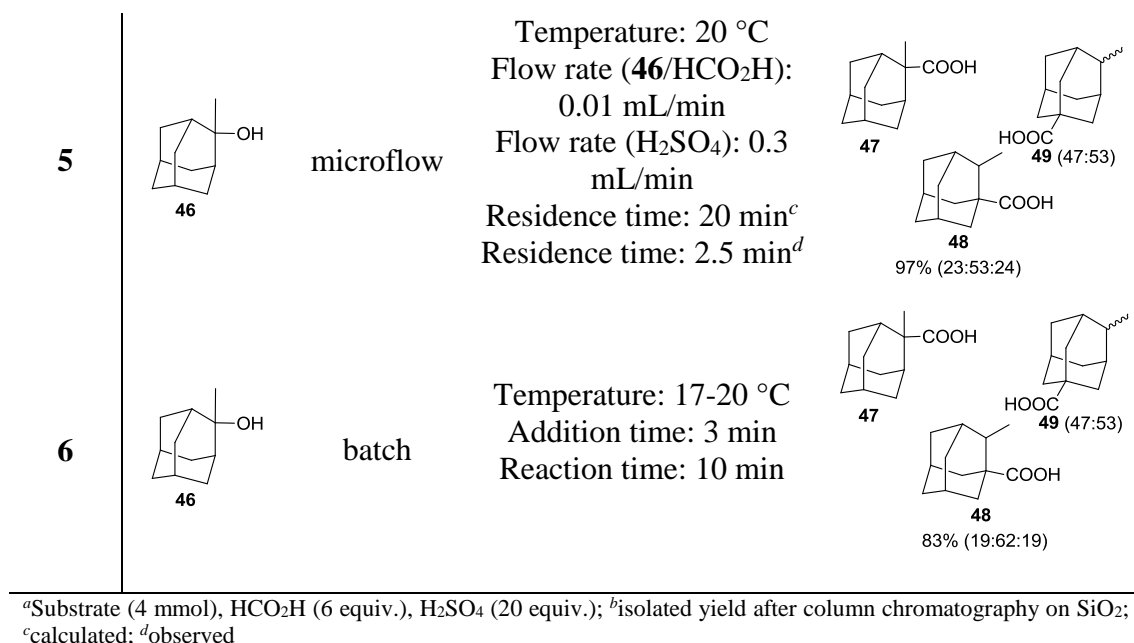 5
OH
46
microflow
Temperature: 20 °C
Flow rate (46/HCO2H):
0.01 mL/min
Flow rate (H2SO4): 0.3
mL/min
Residence time: 20 minc
Residence time: 2.5 mind
COOH
47
HOOC
49 (47:53)
COOH
48
97% (23:53:24)
6
OH
46
batch
Temperature: 17-20 °C
Addition time: 3 min
Reaction time: 10 min
COOH
47
HOOC
49 (47:53)
COOH
48
83% (19:62:19)
aSubstrate (4 mmol), HCO2H (6 equiv.), H2SO4 (20 equiv.); bisolated yield after column chromatography on SiO2;
ccalculated; dobserved